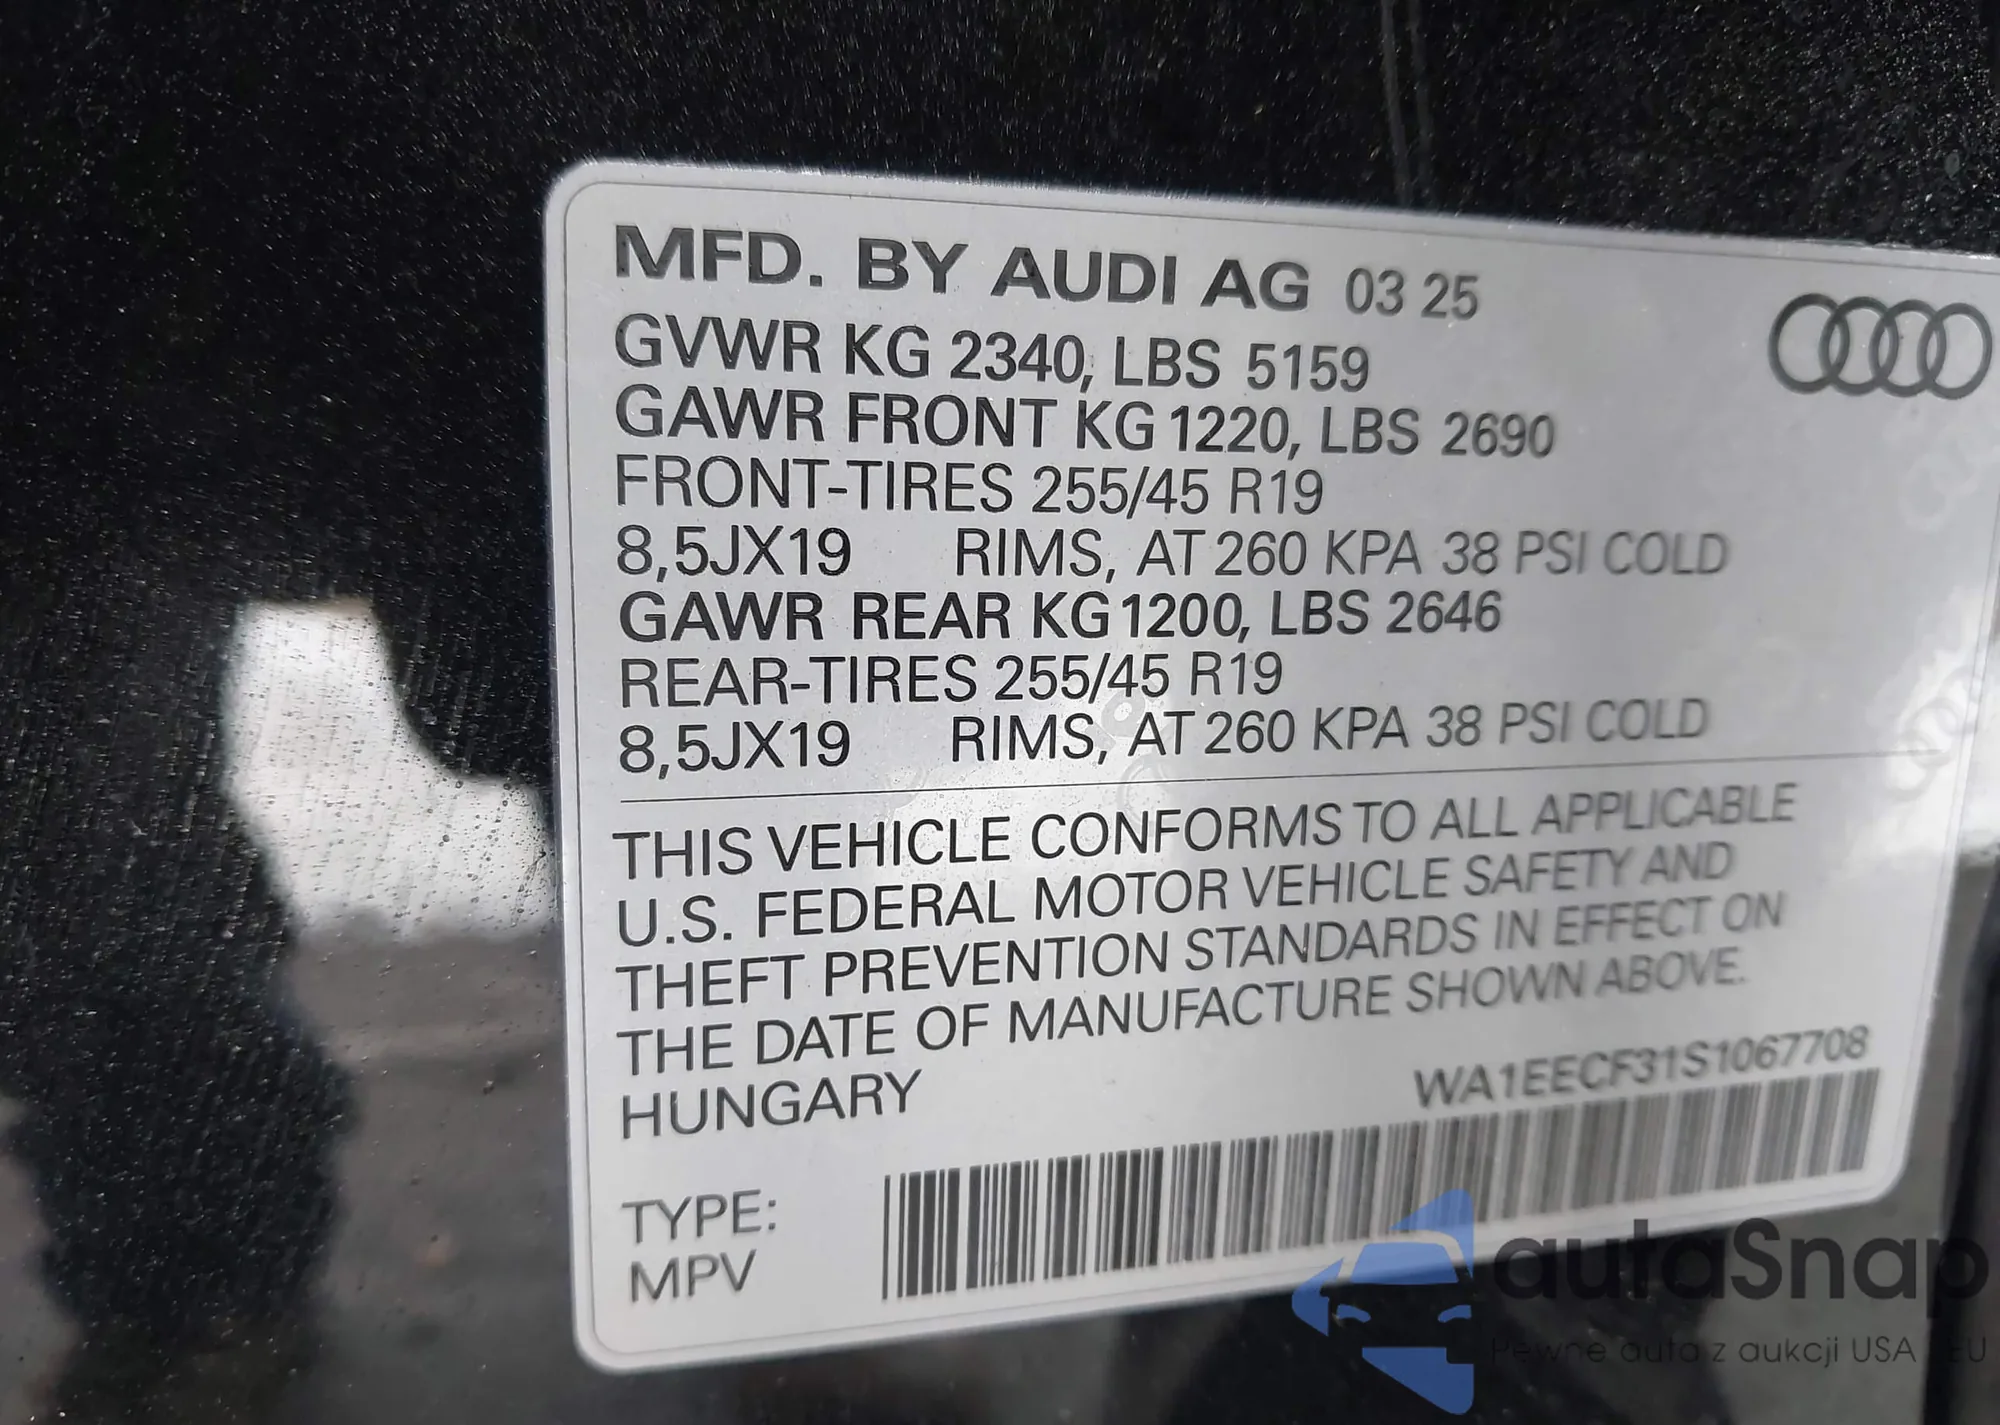 MFD. BY AUDI AG 03 25
GVWR KG 2340, LBS 5159
GAWR FRONT KG 1220, LBS 2690
FRONT-TIRES 255/45 R19
8,5JX19 RIMS, AT 260 KPA 38 PSI COLD
GAWR REAR KG 1200, LBS 2646
REAR-TIRES 255/45 R19
8,5JX19 RIMS, AT 260 KPA 38 PSI COLD
THIS VEHICLE CONFORMS TO ALL APPLICABLE
U.S. FEDERAL MOTOR VEHICLE SAFETY AND
THEFT PREVENTION STANDARDS IN EFFECT ON
THE DATE OF MANUFACTURE SHOWN ABOVE.
HUNGARY
WA1EECF31S1067708
TYPE:
MPV
autaSnap
Pewne auta z aukcji USA EU